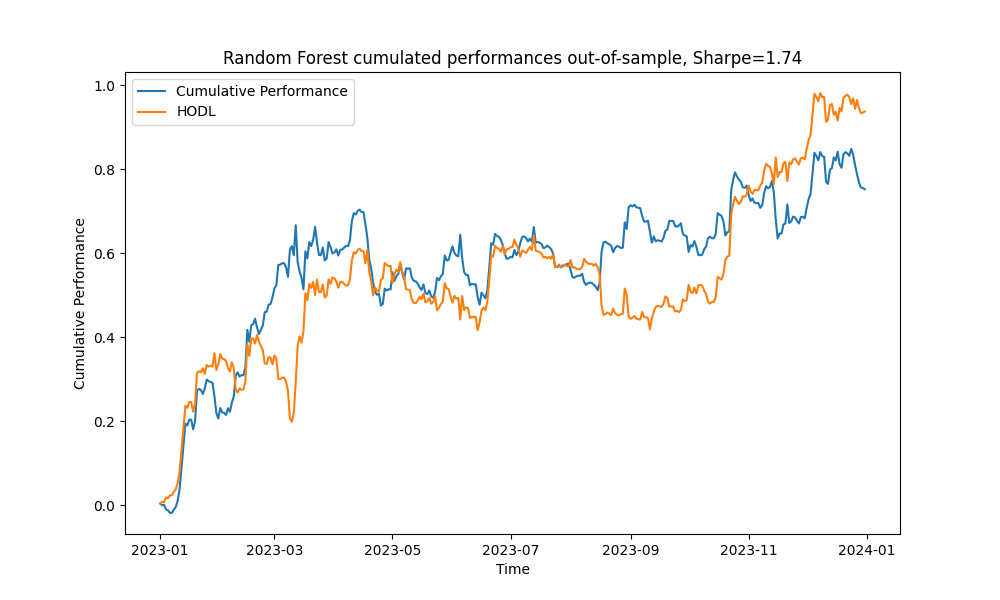 Random Forest cumulated performances out-of-sample, Sharpe=1.74
Cumulative Performance
HODL
1.0
0.8
0.6
0.4
0.2
0.0
Cumulative Performance
2023-01 2023-03 2023-05 2023-07 2023-09 2023-11 2024-01
Time